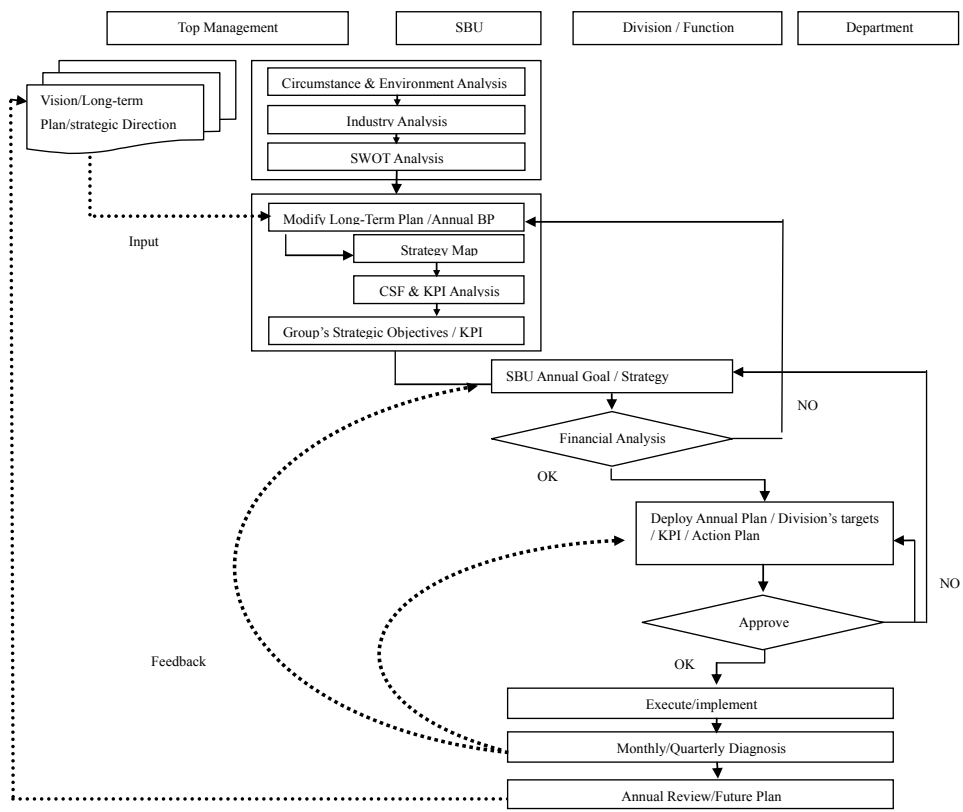 Top Management
SBU
Division / Function
Department
Circumstance & Environment Analysis
Vision/Long-term
Plan/strategic Direction
Industry Analysis
SWOT Analysis
Modify Long-Term Plan /Annual BP
Input
Strategy Map
CSF & KPI Analysis
Group's Strategic Objectives / KPI
SBU Annual Goal / Strategy
NO
Financial Analysis
OK
Deploy Annual Plan / Division's targets
/ KPI / Action Plan
NO
Approve
Feedback
OK
Execute/implement
Monthly/Quarterly Diagnosis
Annual Review/Future Plan